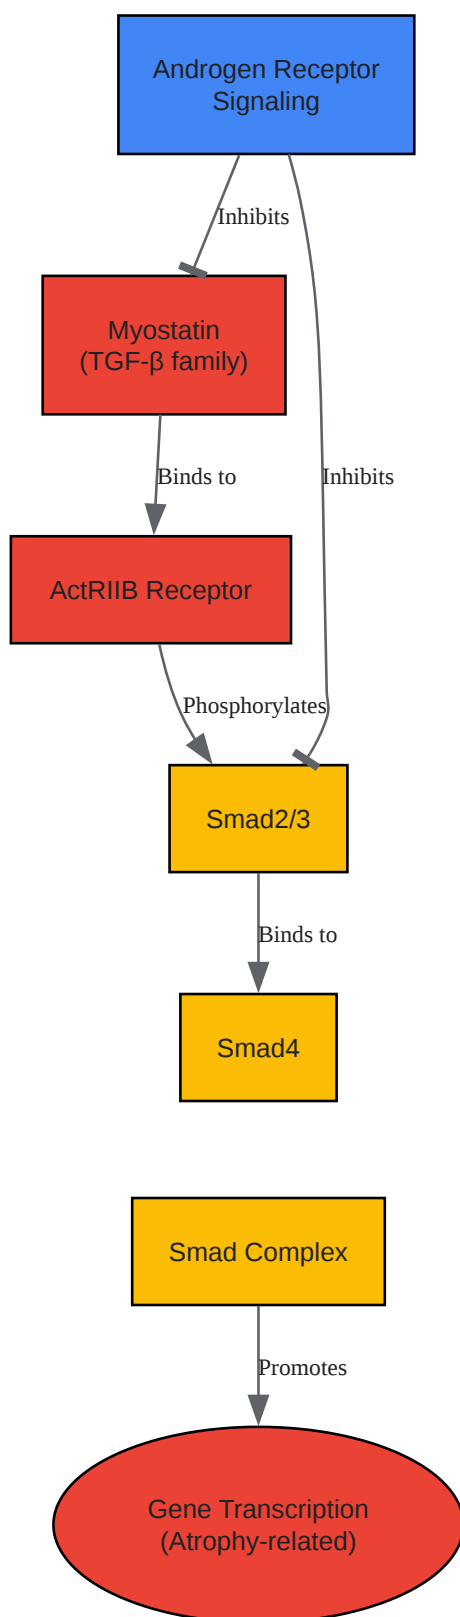 Androgen Receptor
Signaling
Inhibits
Myostatin
(TGF-β family)
Binds to
Inhibits
ActRIIB Receptor
Phosphorylates
Smad2/3
Binds to
Smad4
Smad Complex
Promotes
Gene Transcription
(Atrophy-related)